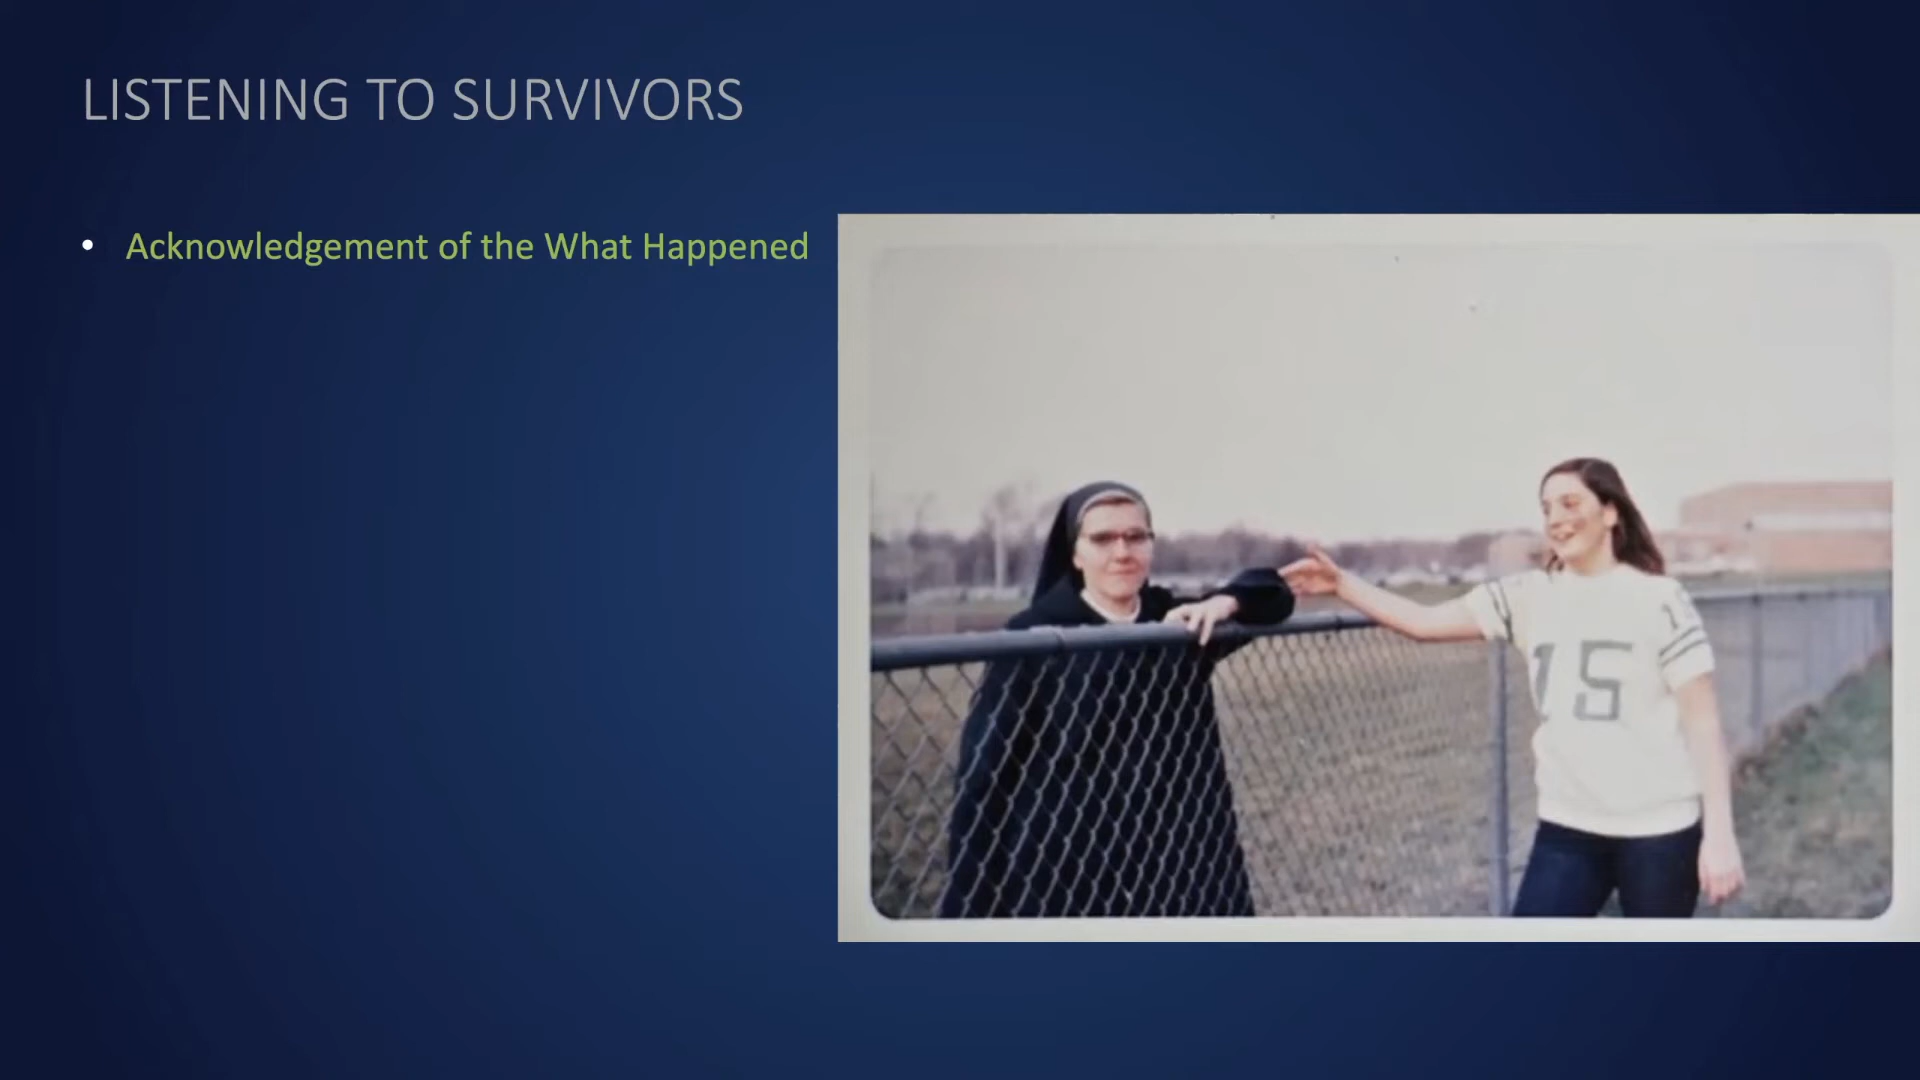 LISTENING TO SURVIVORS
• Acknowledgement of the What Happened
15